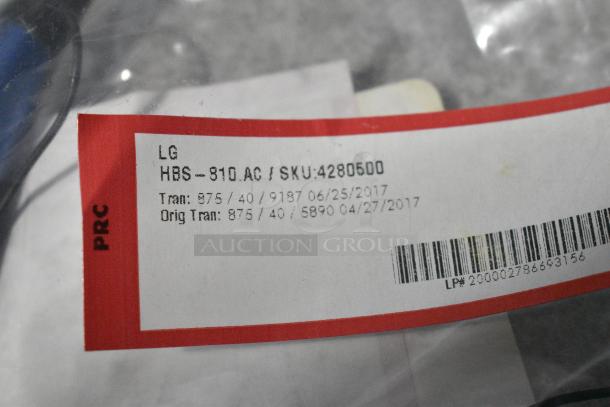 PRC
LG
HBS-810.AC / SKU:4280500
Tran: 875 / 40 / 9187 06/25/2017
Orig Tran: 875 / 40 / 5890 04/27/2017
AUCTION GROUP
LP# 200002786693156